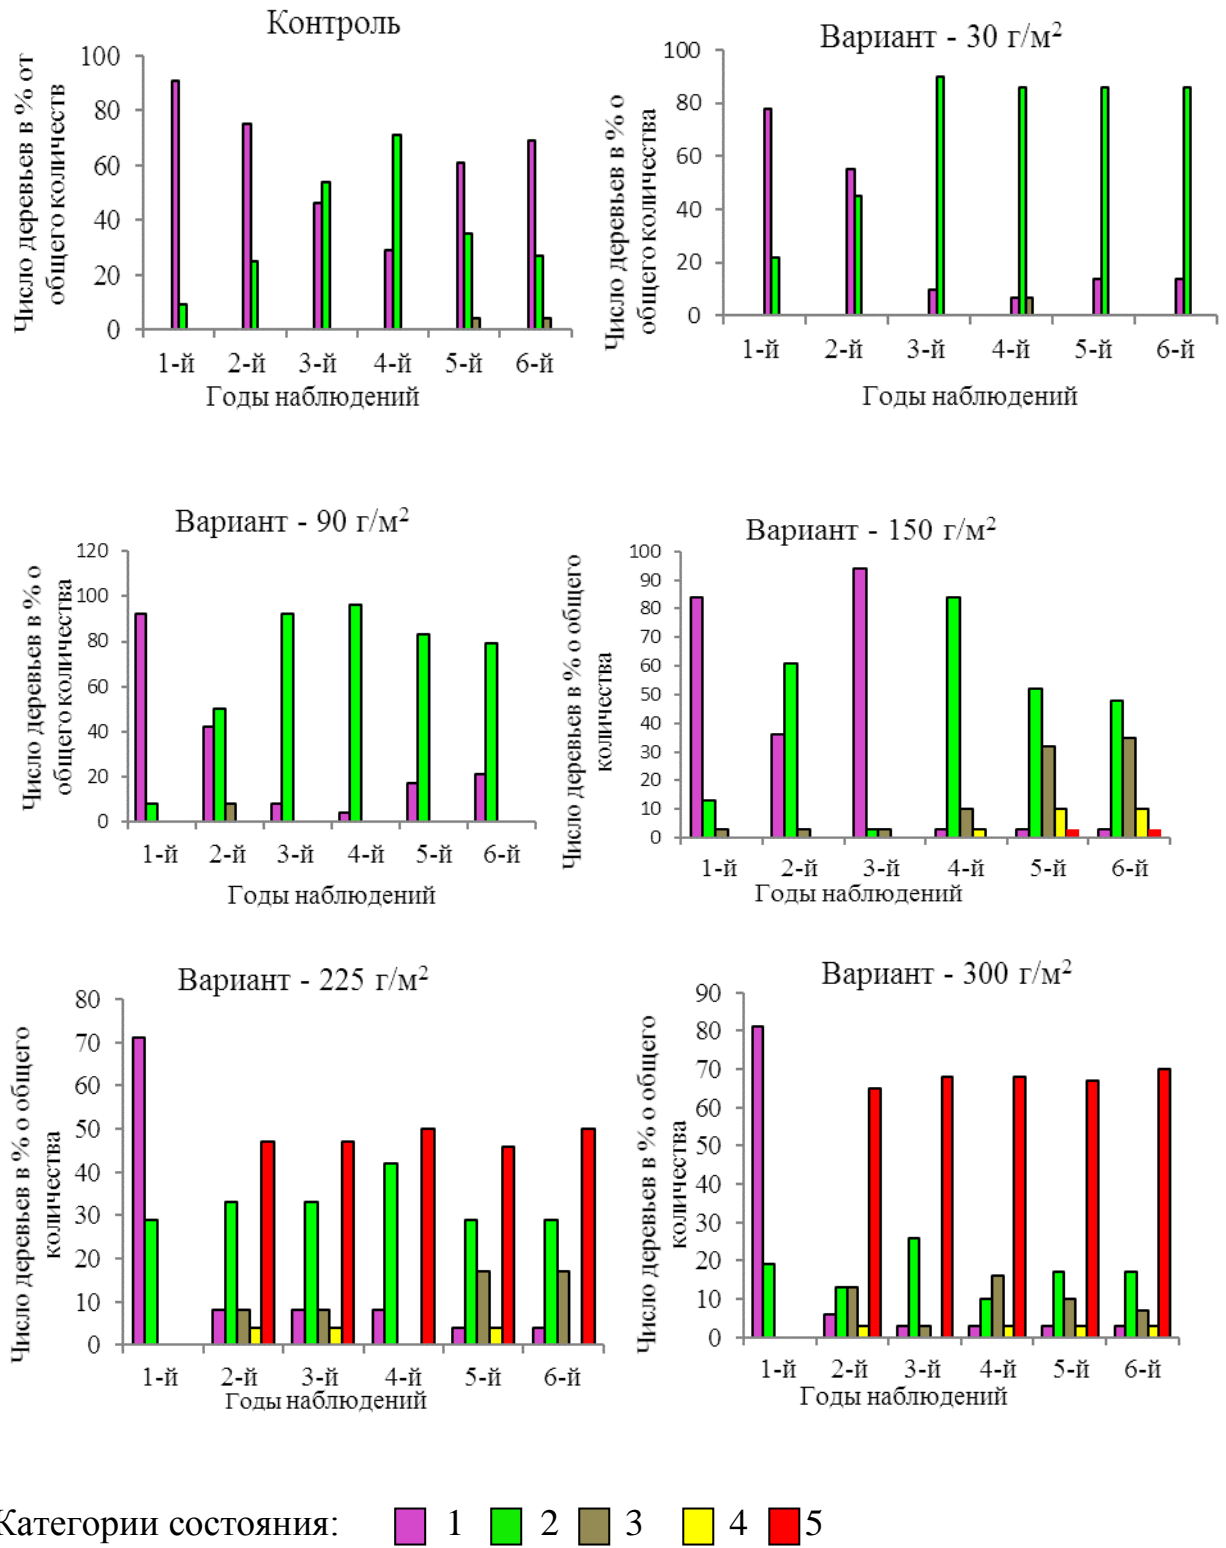 Контроль
Число деревьев в % от
общего количеств
100
80
60
40
20
0
1-й 2-й 3-й 4-й 5-й 6-й
Годы наблюдений
Вариант - 30 г/м²
Число деревьев в % о
общего количества
100
80
60
40
20
0
1-й 2-й 3-й 4-й 5-й 6-й
Годы наблюдений
Вариант - 90 г/м²
Число деревьев в % о
общего количества
120
100
80
60
40
20
0
1-й 2-й 3-й 4-й 5-й 6-й
Годы наблюдений
Вариант - 150 г/м²
Число деревьев в % о общего
количества
100
90
80
70
60
50
40
30
20
10
0
1-й 2-й 3-й 4-й 5-й 6-й
Годы наблюдений
Вариант - 225 г/м²
Число деревьев в % о общего
количества
80
70
60
50
40
30
20
10
0
1-й 2-й 3-й 4-й 5-й 6-й
Годы наблюдений
Вариант - 300 г/м²
Число деревьев в % о общего
количества
90
80
70
60
50
40
30
20
10
0
1-й 2-й 3-й 4-й 5-й 6-й
Годы наблюдений
Категории состояния: 1 2 3 4 5